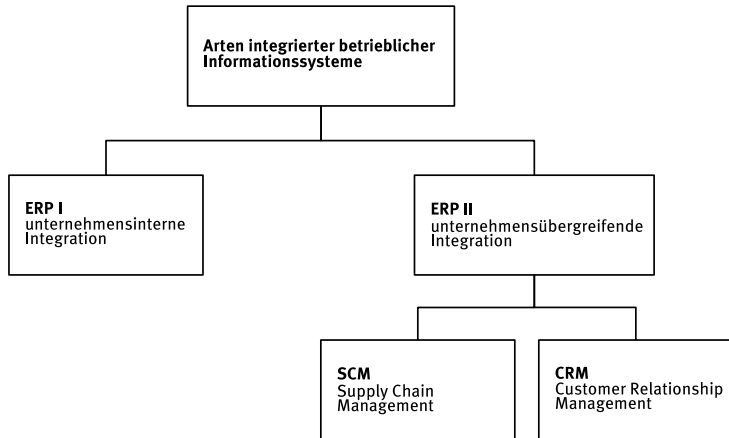 Arten integrierter betrieblicher
Informationssysteme
ERP I
unternehmensinterne
Integration
ERP II
unternehmensübergreifende
Integration
SCM
Supply Chain
Management
CRM
Customer Relationship
Management